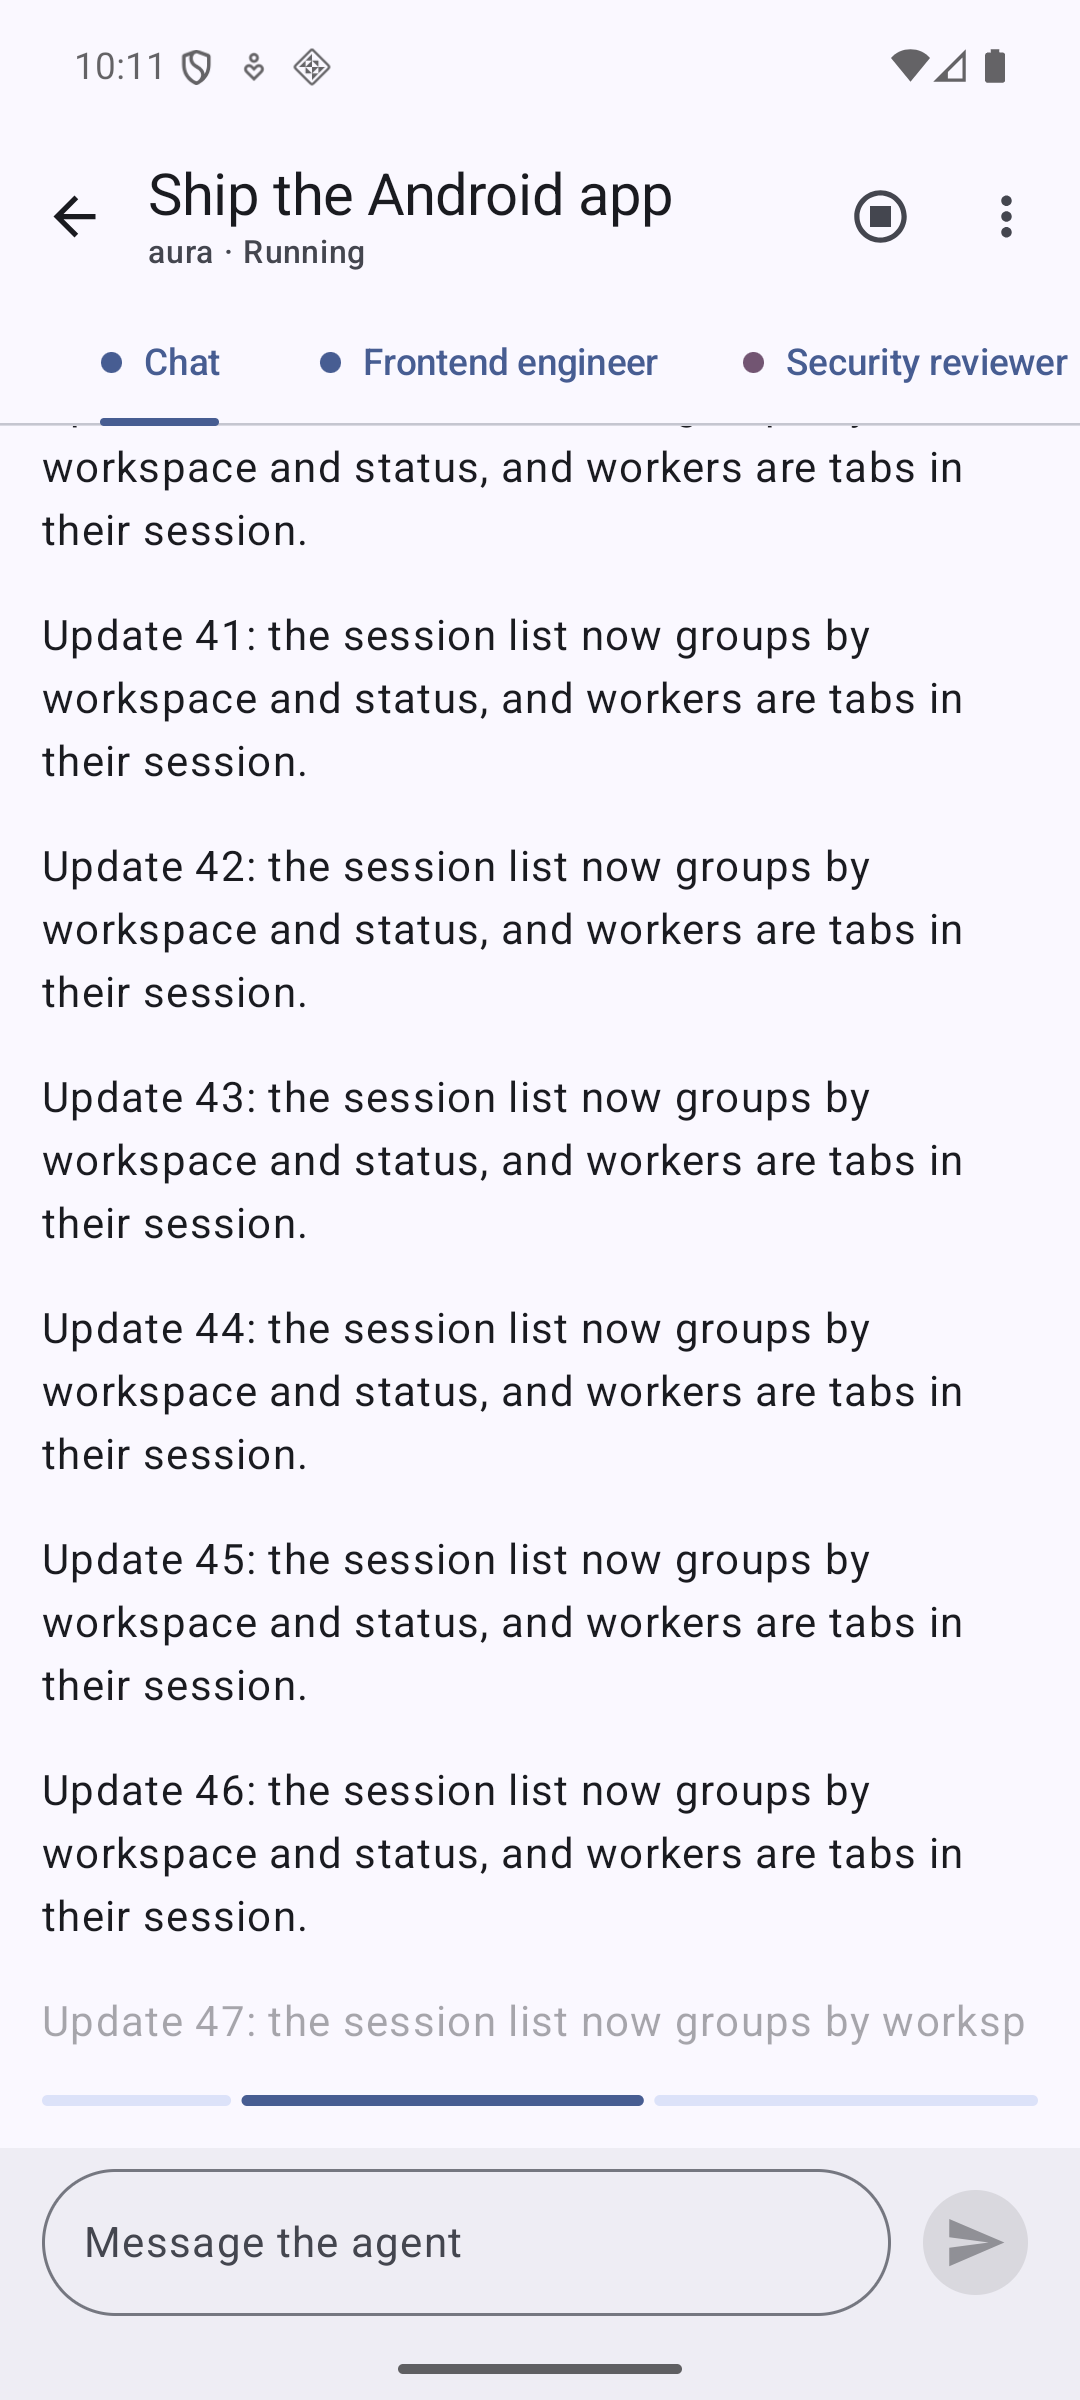 10:11
Ship the Android app
aura · Running
Chat
Frontend engineer
Security reviewer
workspace and status, and workers are tabs in
their session.
Update 41: the session list now groups by
workspace and status, and workers are tabs in
their session.
Update 42: the session list now groups by
workspace and status, and workers are tabs in
their session.
Update 43: the session list now groups by
workspace and status, and workers are tabs in
their session.
Update 44: the session list now groups by
workspace and status, and workers are tabs in
their session.
Update 45: the session list now groups by
workspace and status, and workers are tabs in
their session.
Update 46: the session list now groups by
workspace and status, and workers are tabs in
their session.
Update 47: the session list now groups by worksp
Message the agent